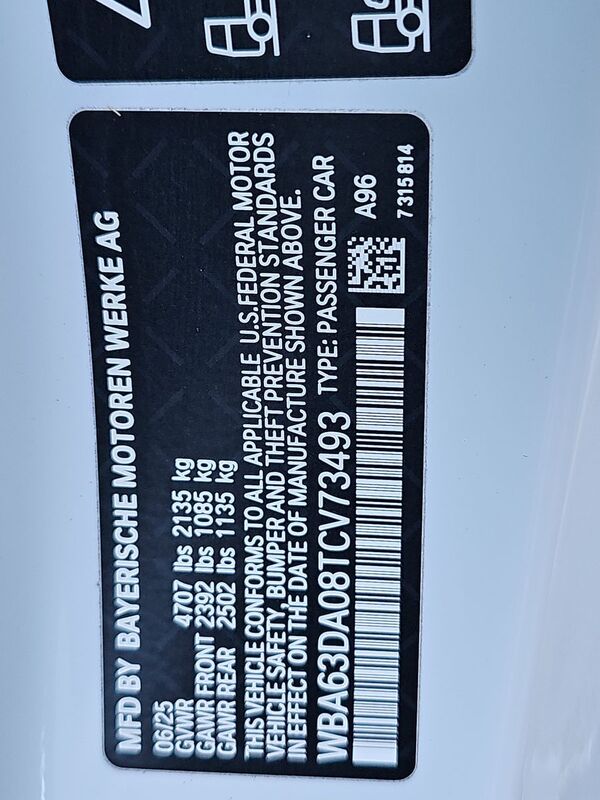 MFD BY BAYERISCHE MOTOREN WERKE AG
06/25
GVWR 4707 lbs 2135 kg
GAWR FRONT 2392 lbs 1085 kg
GAWR REAR 2502 lbs 1135 kg
THIS VEHICLE CONFORMS TO ALL APPLICABLE U.S.FEDERAL MOTOR
VEHICLE SAFETY, BUMPER AND THEFT PREVENTION STANDARDS
IN EFFECT ON THE DATE OF MANUFACTURE SHOWN ABOVE.
WBA63DA08TCV73493 TYPE: PASSENGER CAR
A96
7315814